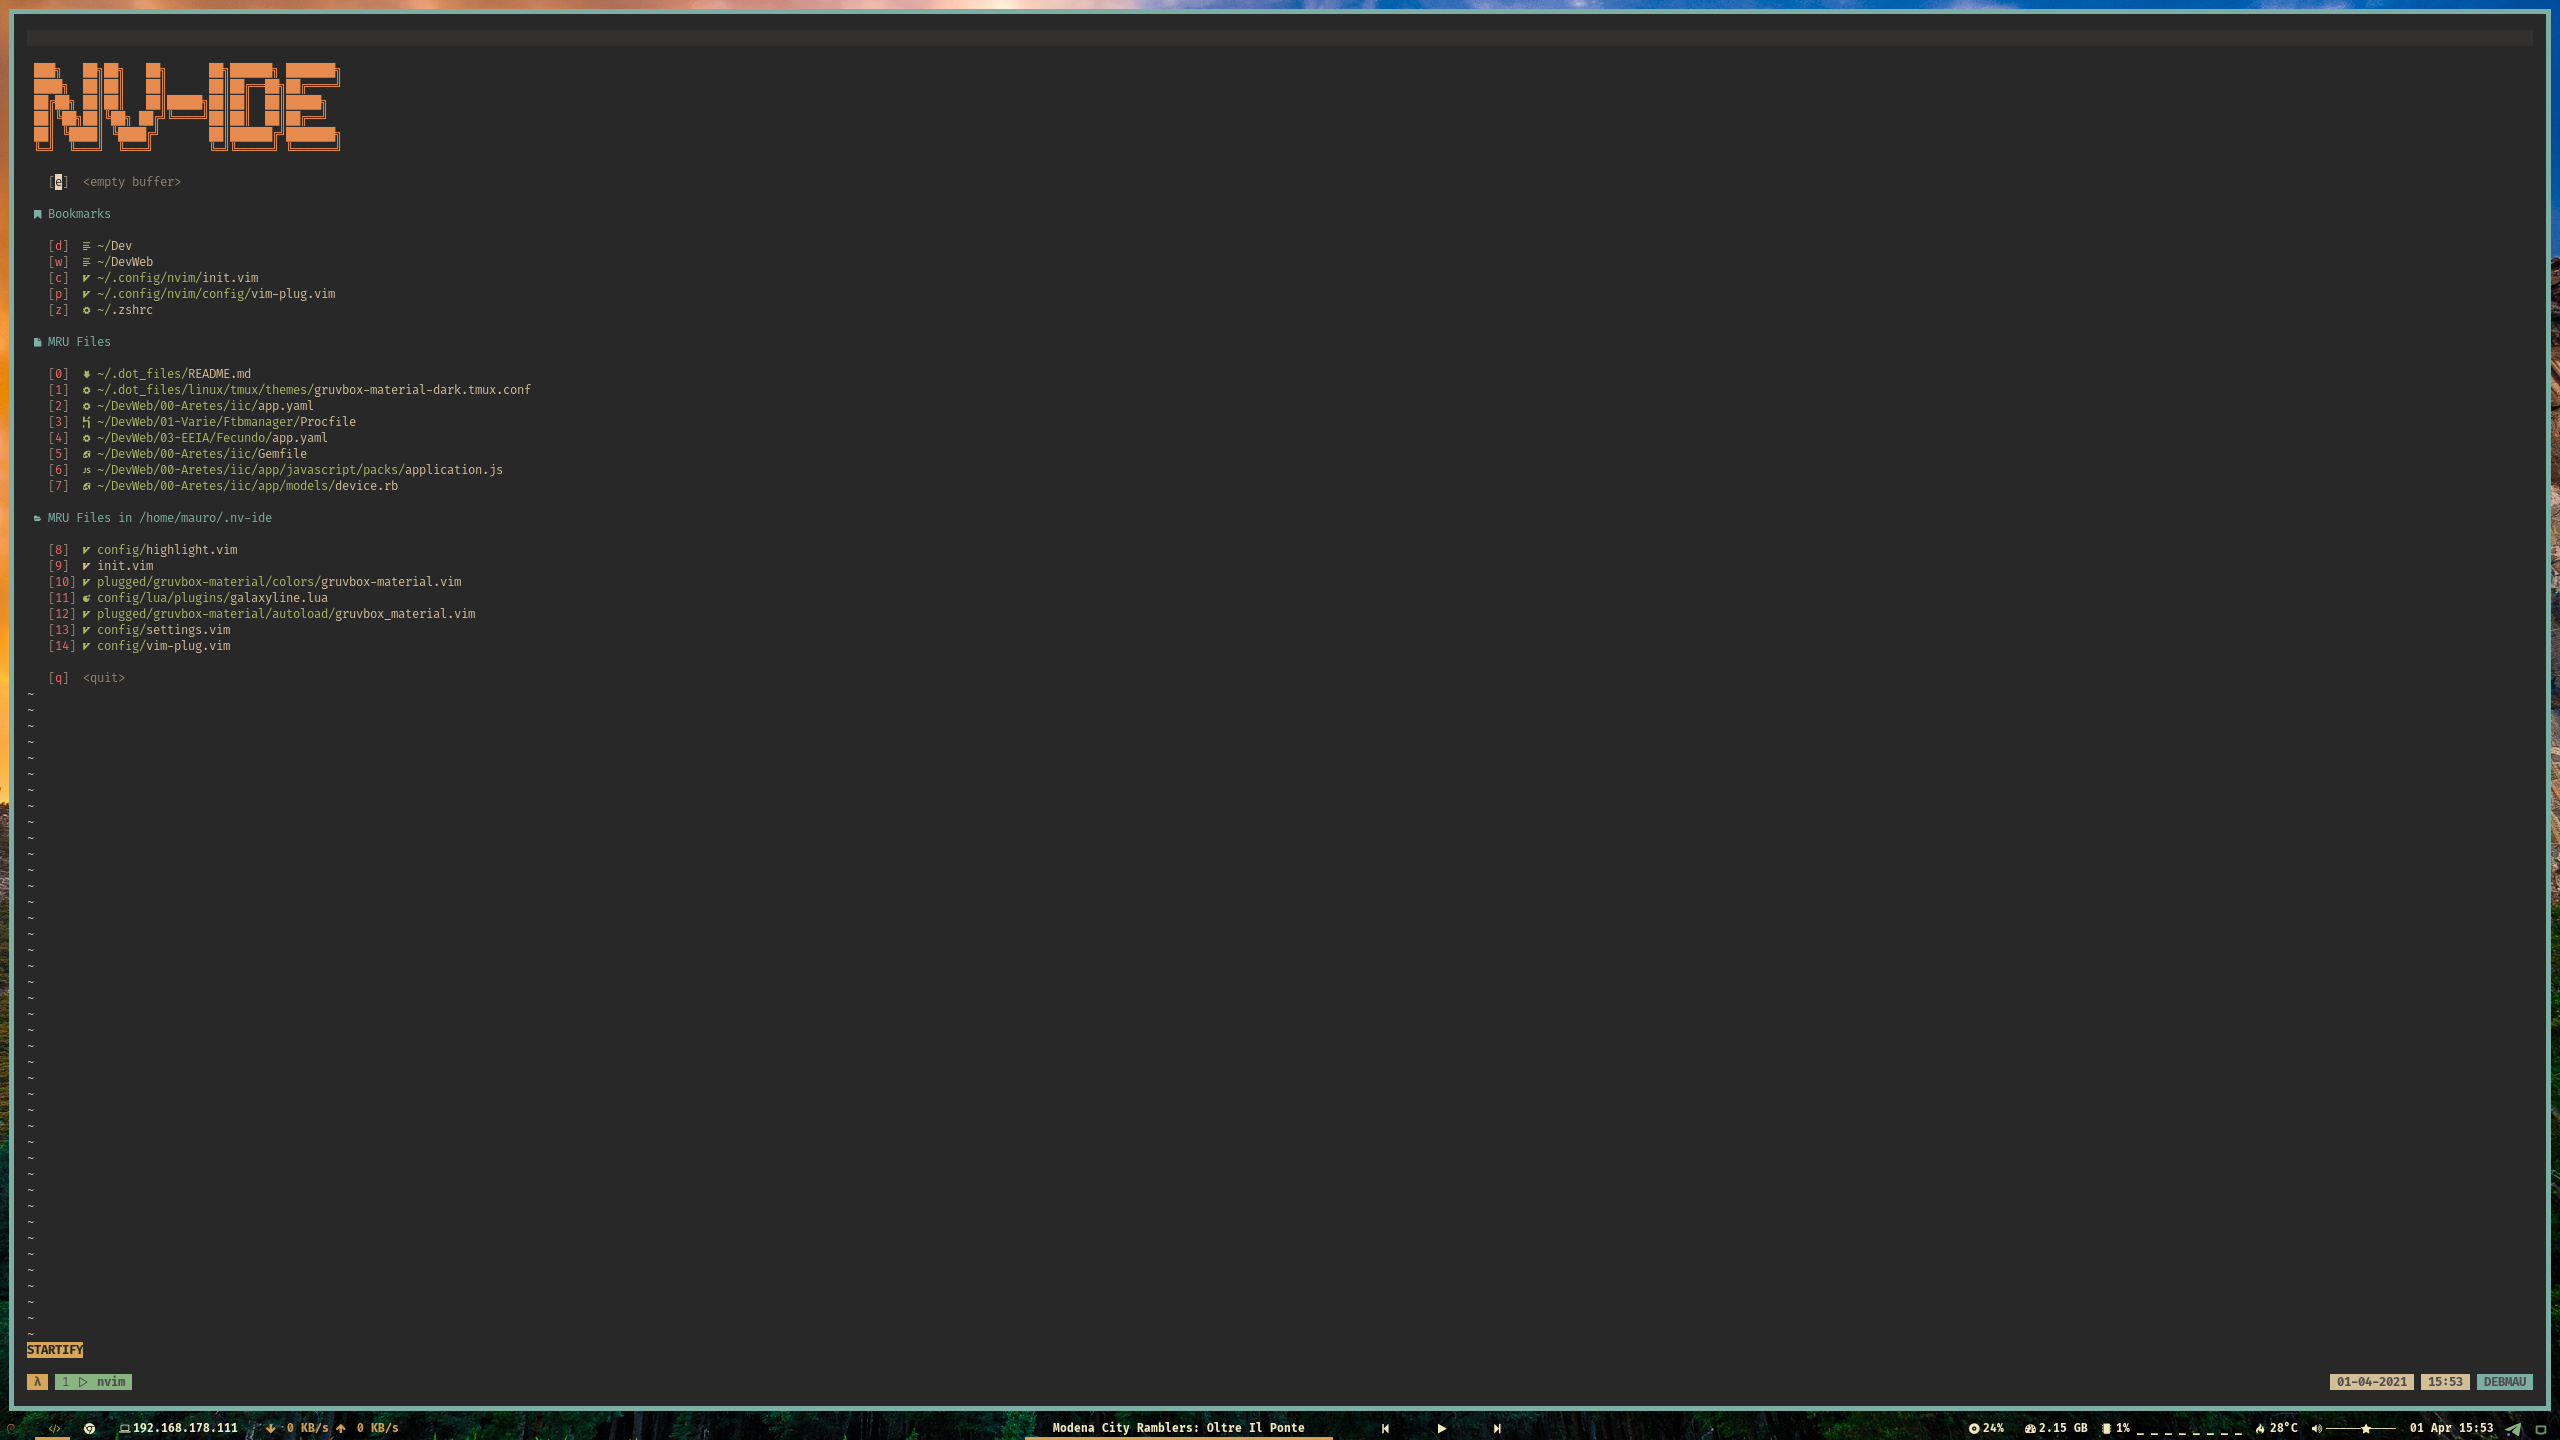 NV-IDE
[e] <empty buffer>
Bookmarks
[d] ~/Dev
[w] ~/DevWeb
[c] ~/.config/nvim/init.vim
[p] ~/.config/nvim/config/vim-plug.vim
[z] ~/.zshrc
MRU Files
[0] ~/.dot_files/README.md
[1] ~/.dot_files/linux/tmux/themes/gruvbox-material-dark.tmux.conf
[2] ~/DevWeb/00-Aretes/iic/app.yaml
[3] ~/DevWeb/01-Varie/Ftbmanager/Procfile
[4] ~/DevWeb/03-EEIA/Fecundo/app.yaml
[5] ~/DevWeb/00-Aretes/iic/Gemfile
[6] JS ~/DevWeb/00-Aretes/iic/app/javascript/packs/application.js
[7] ~/DevWeb/00-Aretes/iic/app/models/device.rb
MRU Files in /home/mauro/.nv-ide
[8] config/highlight.vim
[9] init.vim
[10] plugged/gruvbox-material/colors/gruvbox-material.vim
[11] config/lua/plugins/galaxyline.lua
[12] plugged/gruvbox-material/autoload/gruvbox_material.vim
[13] config/settings.vim
[14] config/vim-plug.vim
[q] <quit>
STARTIFY
λ 1 ▷ nvim 01-04-2021 15:53 DEBMAU
</> 192.168.178.111 0 KB/s 0 KB/s Modena City Ramblers: Oltre Il Ponte 24% 2.15 GB 1% 28°C 01 Apr 15:53